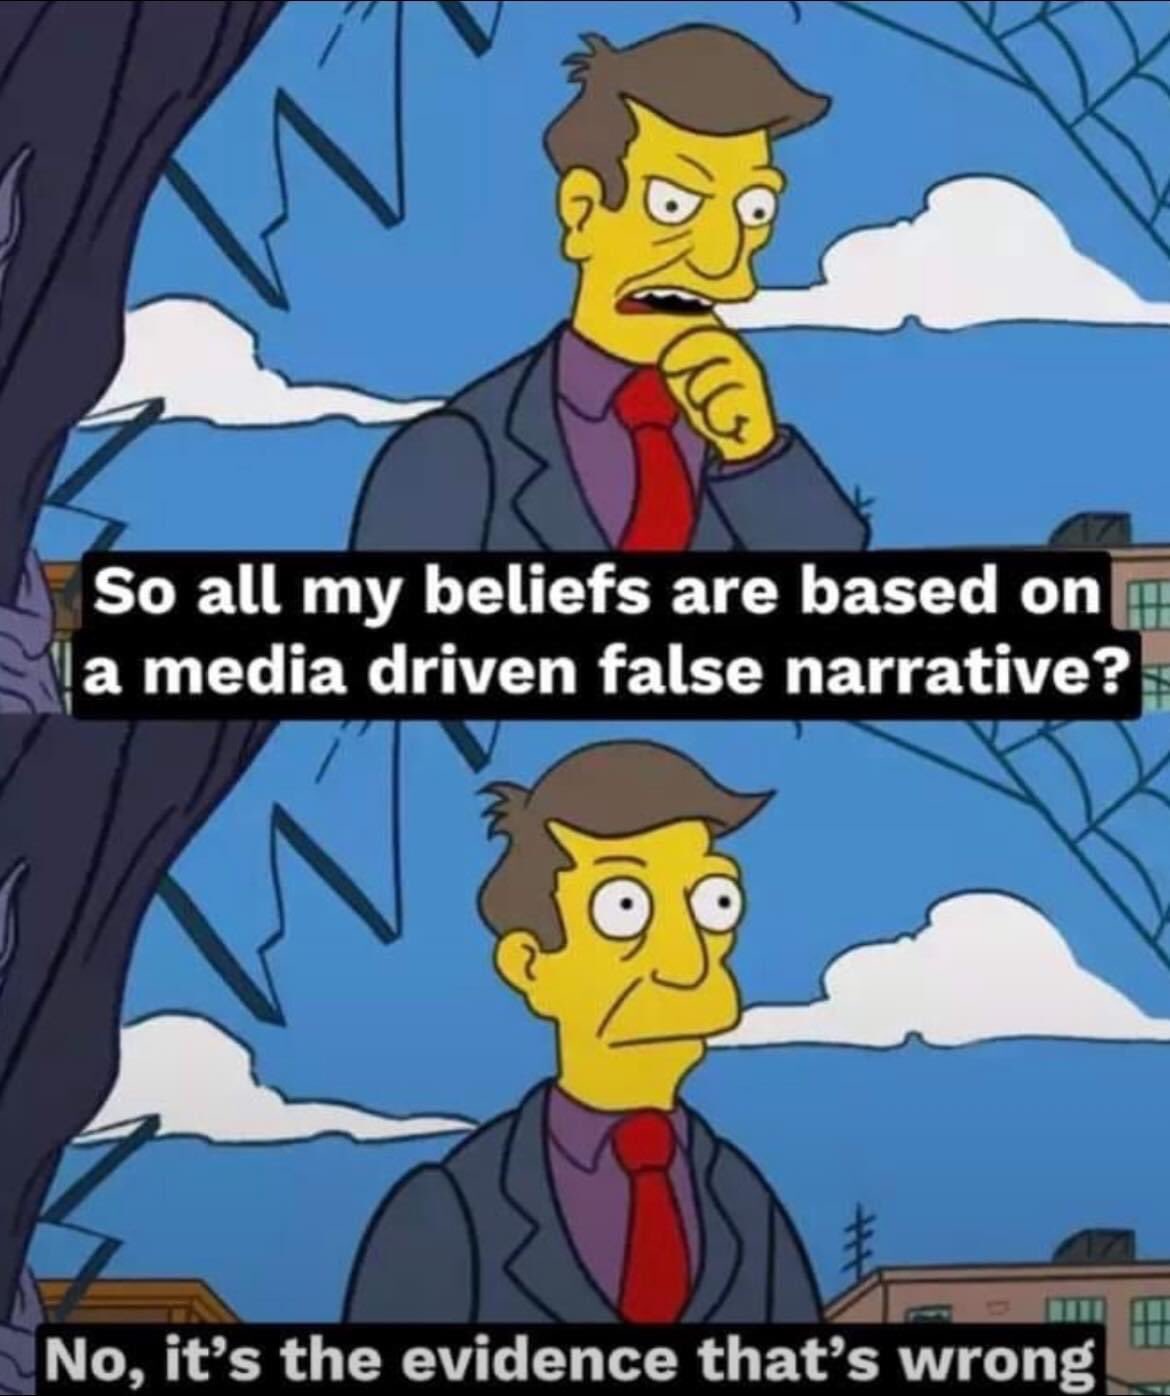 So all my beliefs are based on
a media driven false narrative?
No, it's the evidence that's wrong